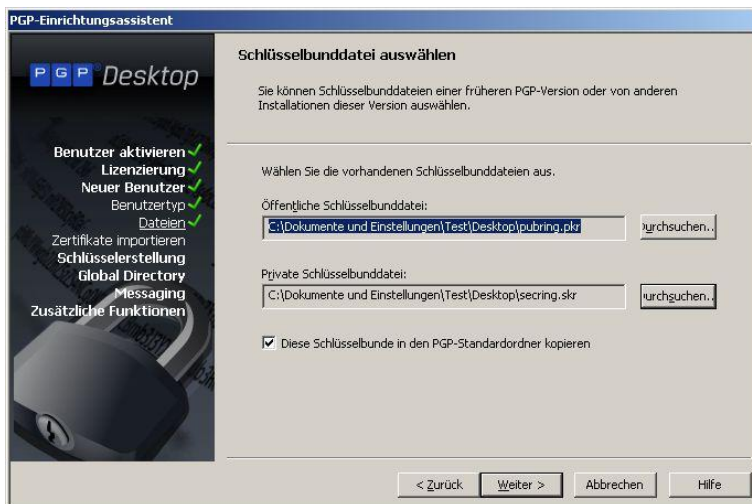 PGP-Einrichtungsassistent
PGP Desktop
Benutzer aktivieren
Lizenzierung
Neuer Benutzer
Benutzertyp
Dateien
Zertifikate importieren
Schlüsselerstellung
Global Directory
Messaging
Zusätzliche Funktionen
Schlüsselbunddatei auswählen
Sie können Schlüsselbunddateien einer früheren PGP-Version oder von anderen
Installationen dieser Version auswählen.
Wählen Sie die vorhandenen Schlüsselbunddateien aus.
Öffentliche Schlüsselbunddatei:
C:\Dokumente und Einstellungen\Test\Desktop\pubring.pkr
urchsuchen..
Private Schlüsselbunddatei:
C:\Dokumente und Einstellungen\Test\Desktop\secring.skr
urchsuchen..
Diese Schlüsselbunde in den PGP-Standardordner kopieren
< Zurück Weiter > Abbrechen Hilfe